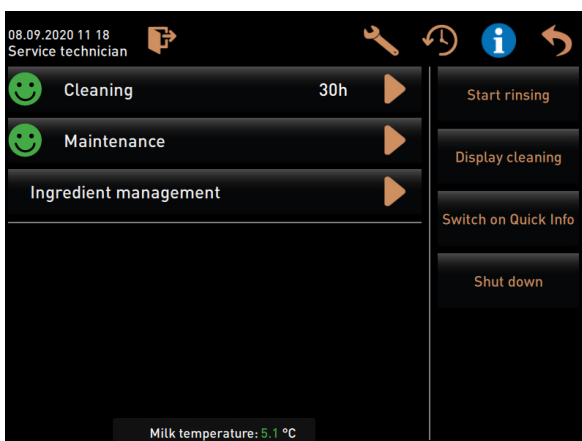 08.09.2020 11 18
Service technician
Cleaning 30h
Maintenance
Ingredient management
Start rinsing
Display cleaning
Switch on Quick Info
Shut down
Milk temperature: 5.1 °C